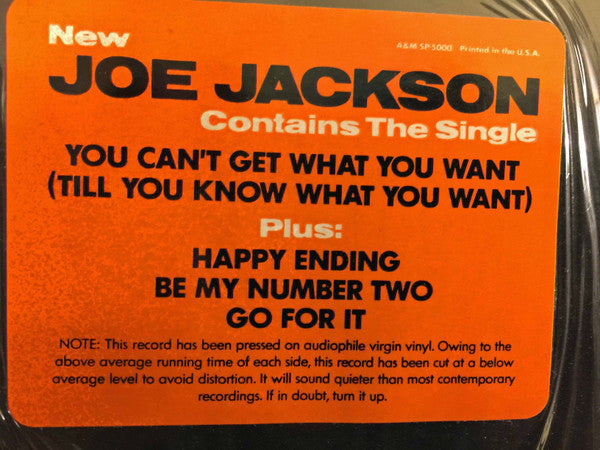 New
A&M SP-5000 Printed in the U.S.A.
JOE JACKSON
Contains The Single
YOU CAN'T GET WHAT YOU WANT
(TILL YOU KNOW WHAT YOU WANT)
Plus:
HAPPY ENDING
BE MY NUMBER TWO
GO FOR IT
NOTE: This record has been pressed on audiophile virgin vinyl. Owing to the
above average running time of each side, this record has been cut at a below
average level to avoid distortion. It will sound quieter than most contemporary
recordings. If in doubt, turn it up.